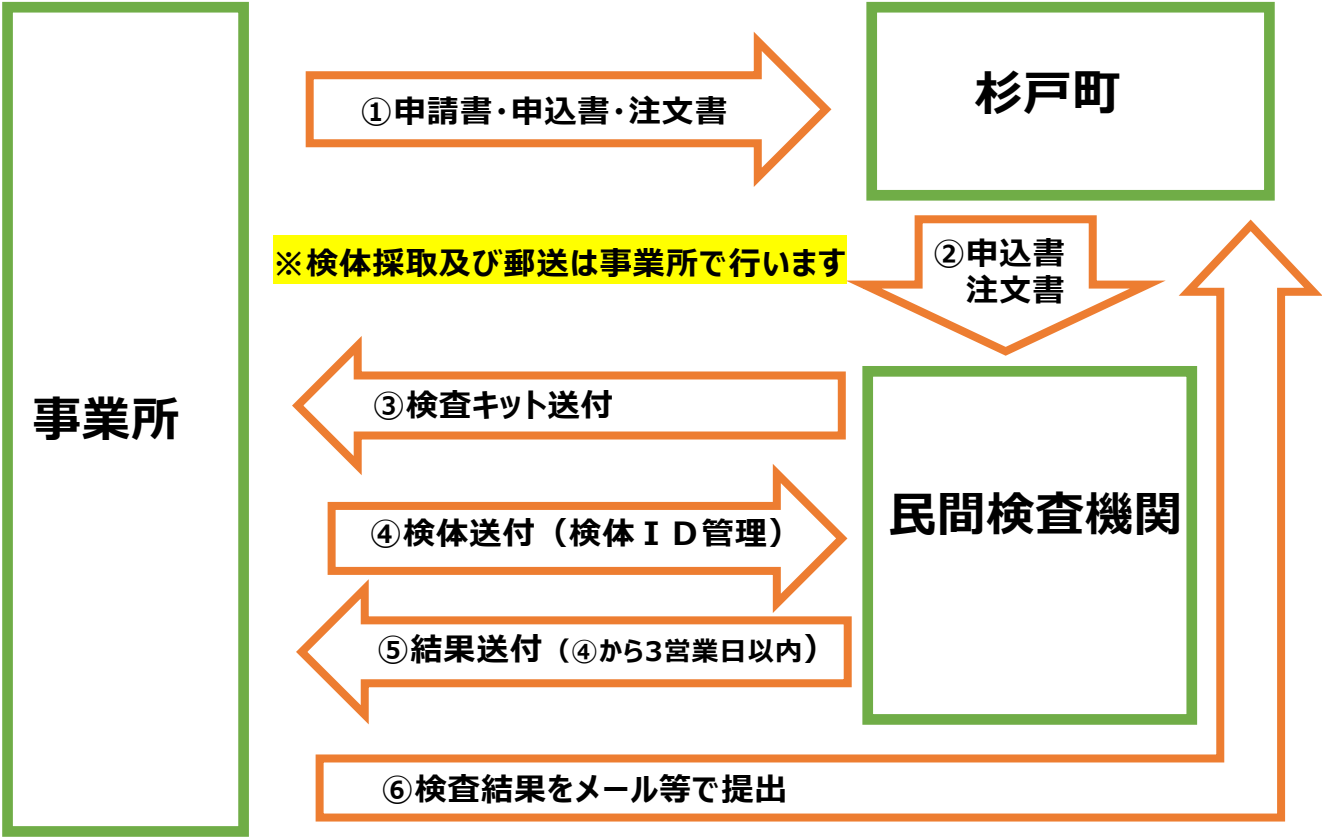 ①申請書・申込書・注文書
杉戸町
※検体採取及び郵送は事業所で行います
②申込書
注文書
事業所
③検査キット送付
民間検査機関
④検体送付（検体ＩＤ管理）
⑤結果送付（④から3営業日以内）
⑥検査結果をメール等で提出